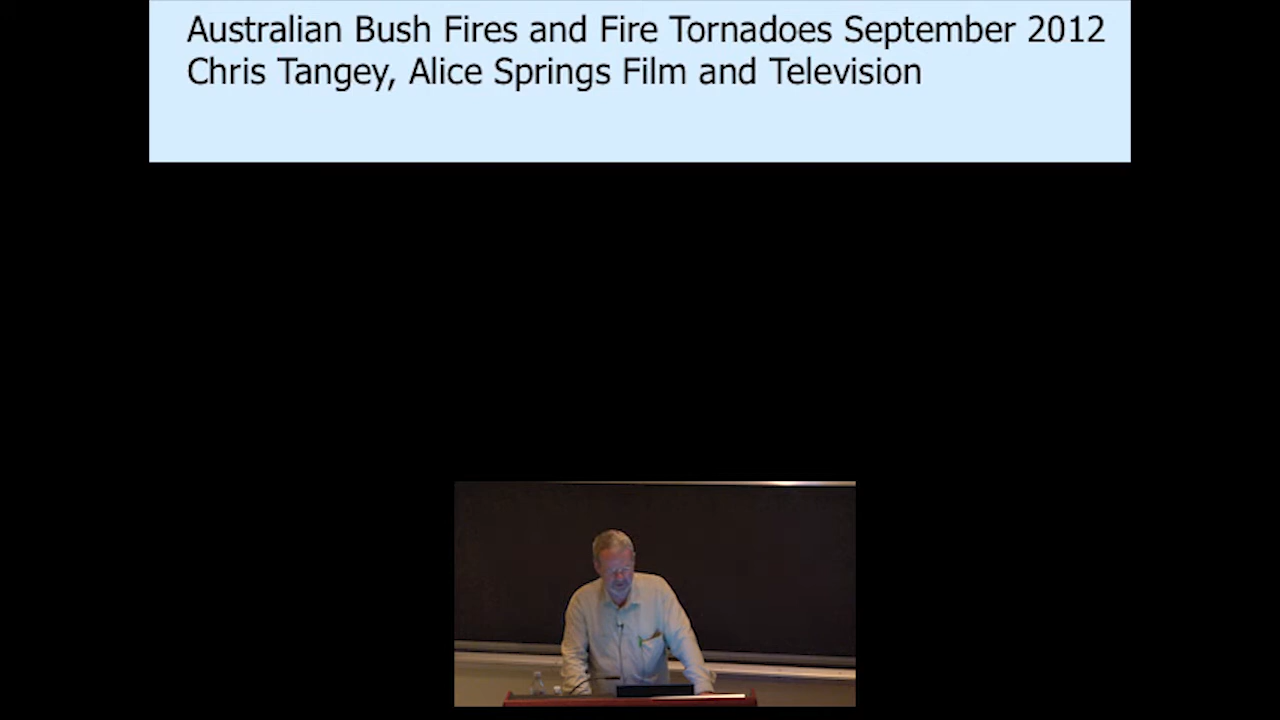 Australian Bush Fires and Fire Tornadoes September 2012
Chris Tangey, Alice Springs Film and Television